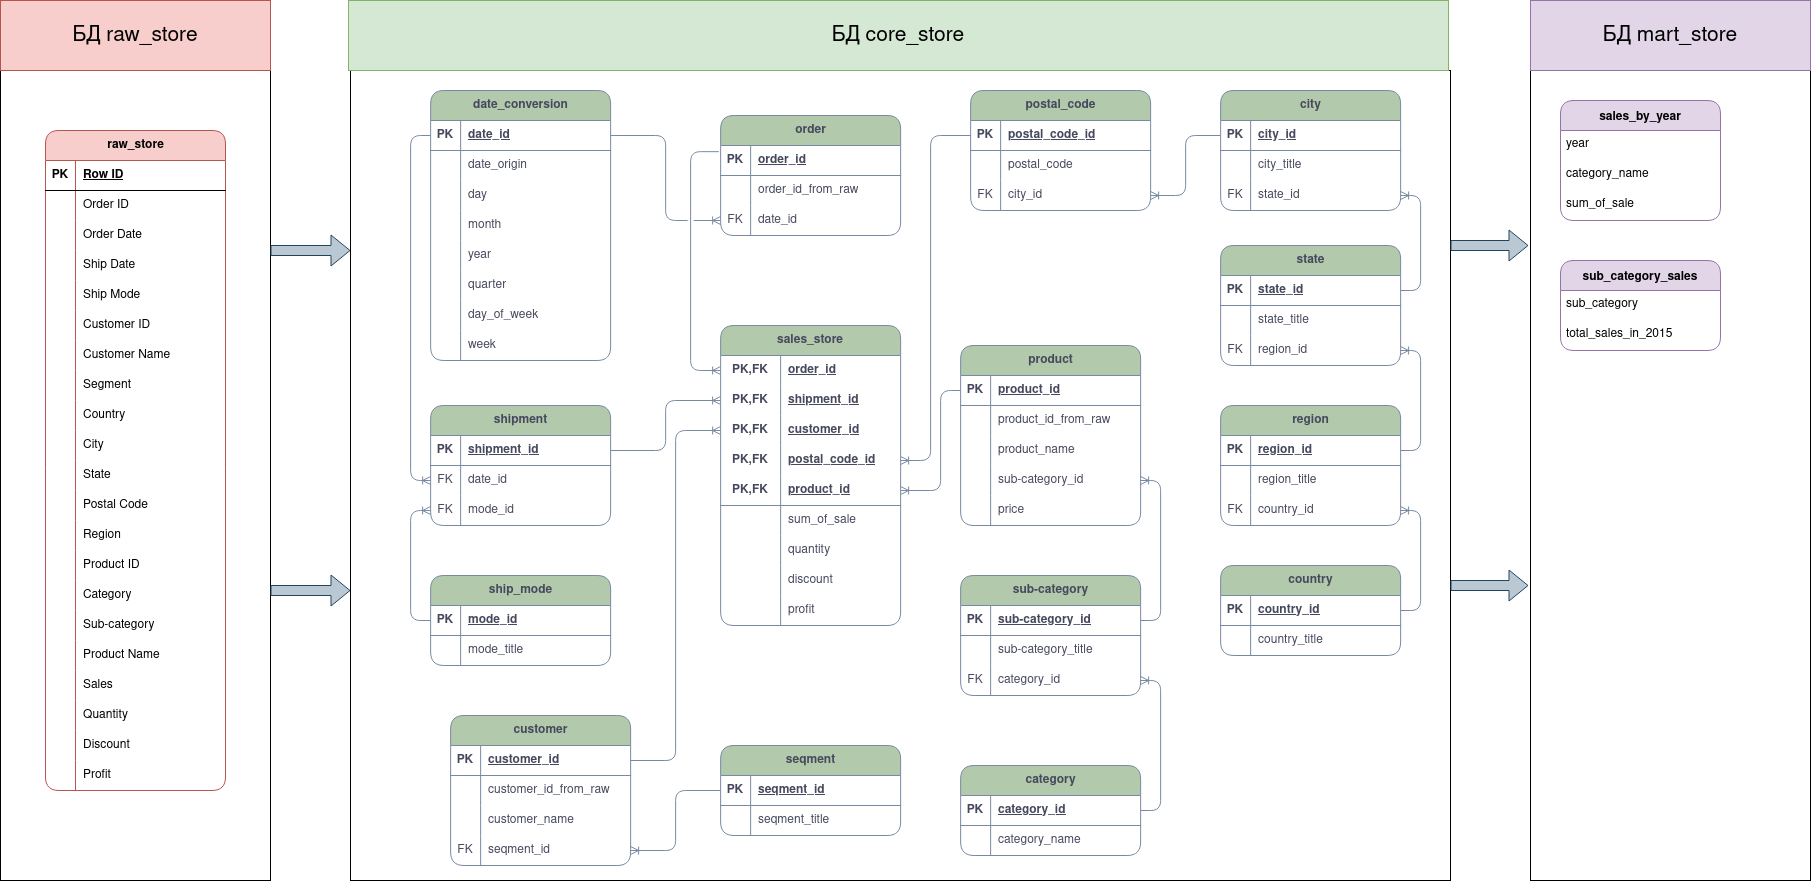 БД raw_store
raw_store
PK Row ID
Order ID
Order Date
Ship Date
Ship Mode
Customer ID
Customer Name
Segment
Country
City
State
Postal Code
Region
Product ID
Category
Sub-category
Product Name
Sales
Quantity
Discount
Profit
БД core_store
date_conversion
PK date_id
date_origin
day
month
year
quarter
day_of_week
week
shipment
PK shipment_id
FK date_id
FK mode_id
ship_mode
PK mode_id
mode_title
customer
PK customer_id
customer_id_from_raw
customer_name
FK seqment_id
order
PK order_id
order_id_from_raw
FK date_id
sales_store
PK,FK order_id
PK,FK shipment_id
PK,FK customer_id
PK,FK postal_code_id
PK,FK product_id
sum_of_sale
quantity
discount
profit
seqment
PK seqment_id
seqment_title
postal_code
PK postal_code_id
postal_code
FK city_id
product
PK product_id
product_id_from_raw
product_name
sub-category_id
price
sub-category
PK sub-category_id
sub-category_title
FK category_id
category
PK category_id
category_name
city
PK city_id
city_title
FK state_id
state
PK state_id
state_title
FK region_id
region
PK region_id
region_title
FK country_id
country
PK country_id
country_title
БД mart_store
sales_by_year
year
category_name
sum_of_sale
sub_category_sales
sub_category
total_sales_in_2015